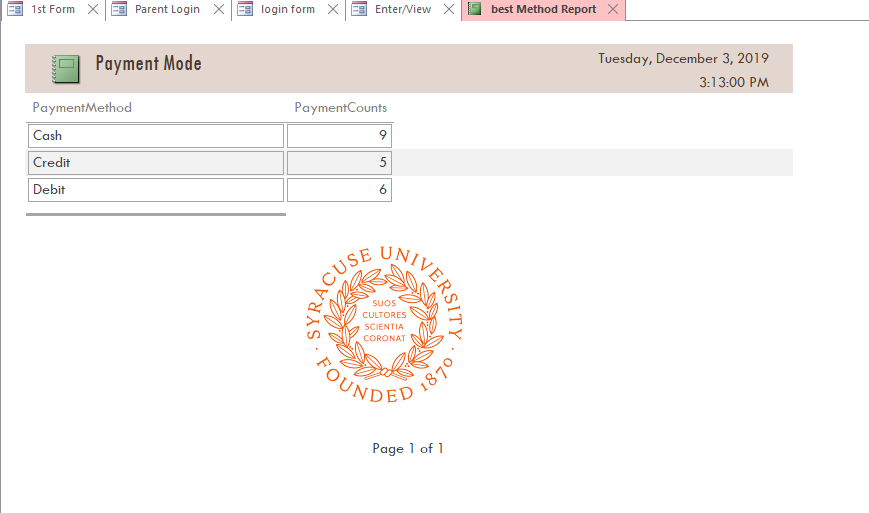 1st Form
Parent Login
login form
Enter/View
best Method Report
Payment Mode
Tuesday, December 3, 2019
3:13:00 PM
PaymentMethod PaymentCounts
Cash 9
Credit 5
Debit 6
SYRACUSE UNIVERSITY
SUOS
CULTORES
SCIENTIA
CORONAT
· FOUNDED 1870 ·
Page 1 of 1